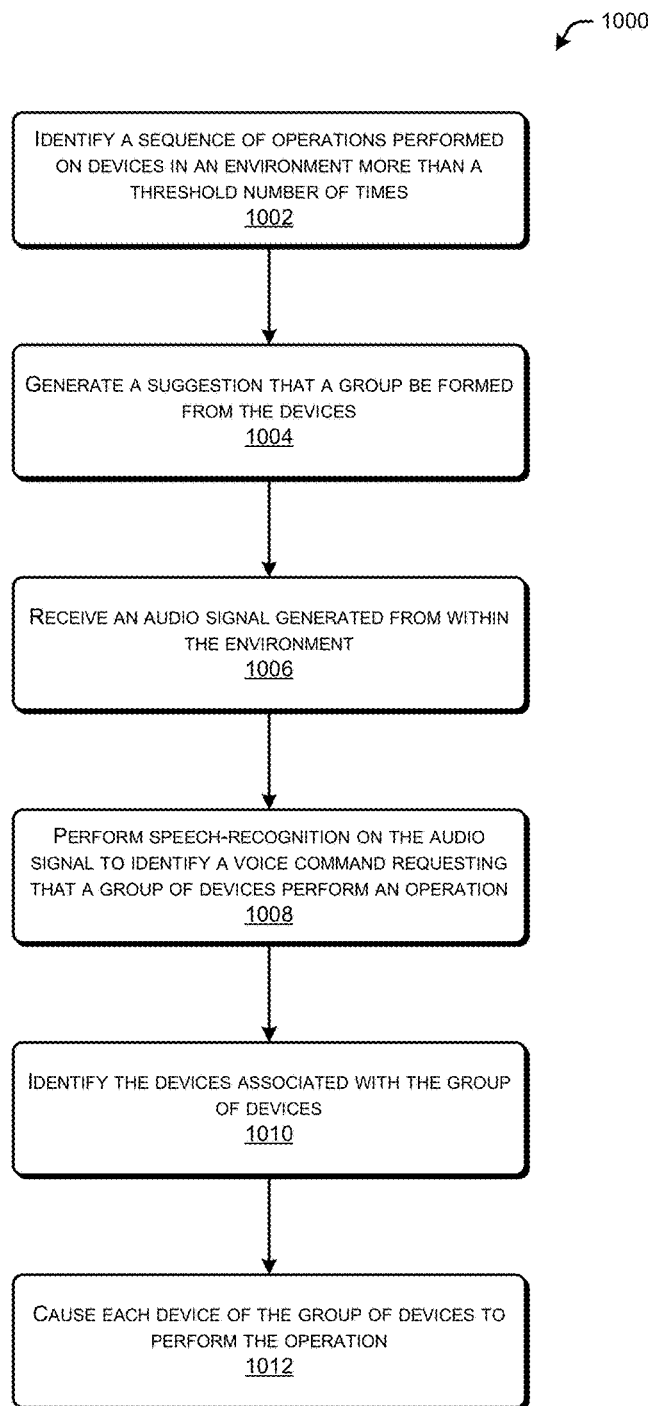 1000
IDENTIFY A SEQUENCE OF OPERATIONS PERFORMED
ON DEVICES IN AN ENVIRONMENT MORE THAN A
THRESHOLD NUMBER OF TIMES
1002
GENERATE A SUGGESTION THAT A GROUP BE FORMED
FROM THE DEVICES
1004
RECEIVE AN AUDIO SIGNAL GENERATED FROM WITHIN
THE ENVIRONMENT
1006
PERFORM SPEECH-RECOGNITION ON THE AUDIO
SIGNAL TO IDENTIFY A VOICE COMMAND REQUESTING
THAT A GROUP OF DEVICES PERFORM AN OPERATION
1008
IDENTIFY THE DEVICES ASSOCIATED WITH THE GROUP
OF DEVICES
1010
CAUSE EACH DEVICE OF THE GROUP OF DEVICES TO
PERFORM THE OPERATION
1012